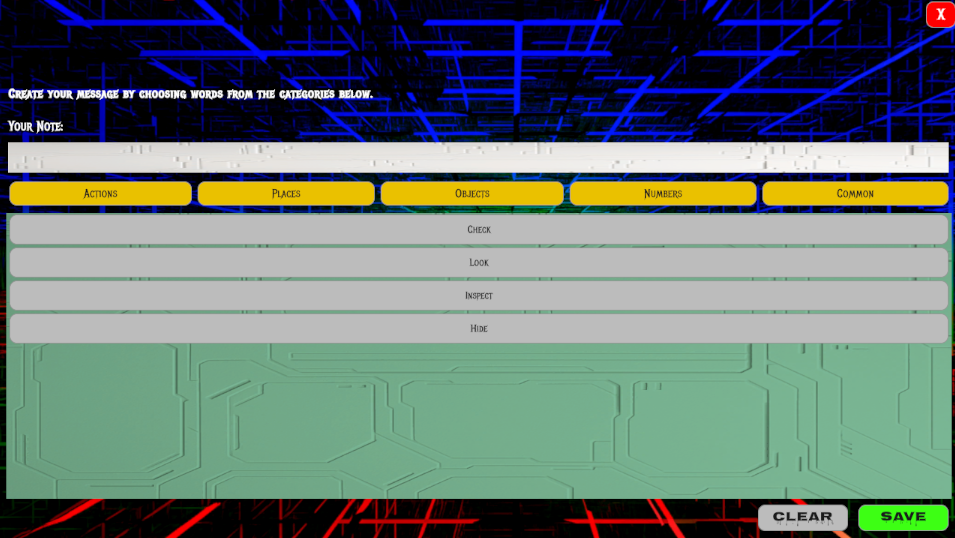 X
Create your message by choosing words from the categories below.
Your Note:
Actions Places Objects Numbers Common
Check
Look
Inspect
Hide
CLEAR SAVE